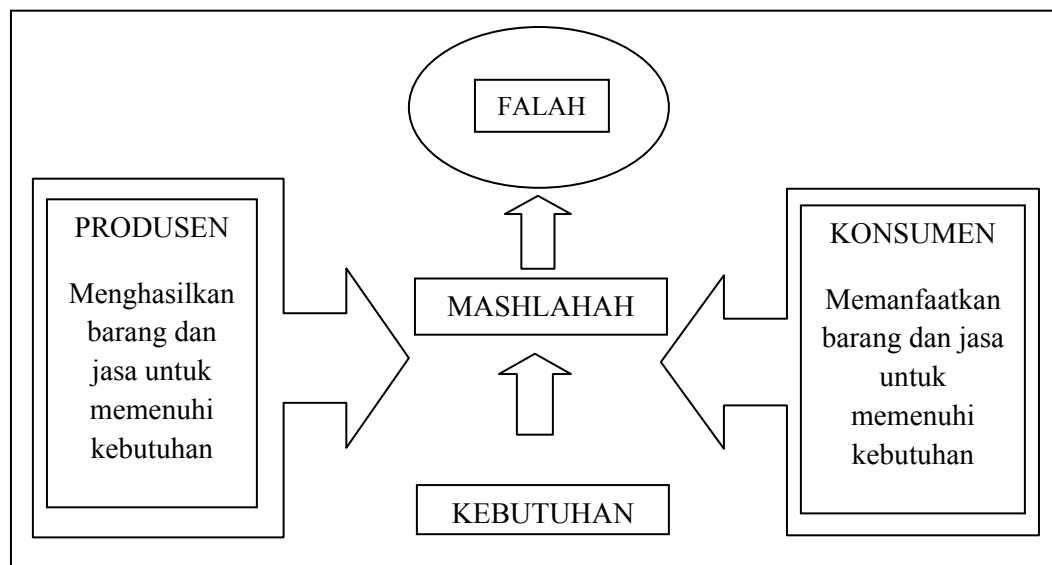 FALAH
PRODUSEN
Menghasilkan
barang dan
jasa untuk
memenuhi
kebutuhan
MASHLAHAH
KEBUTUHAN
KONSUMEN
Memanfaatkan
barang dan jasa
untuk
memenuhi
kebutuhan